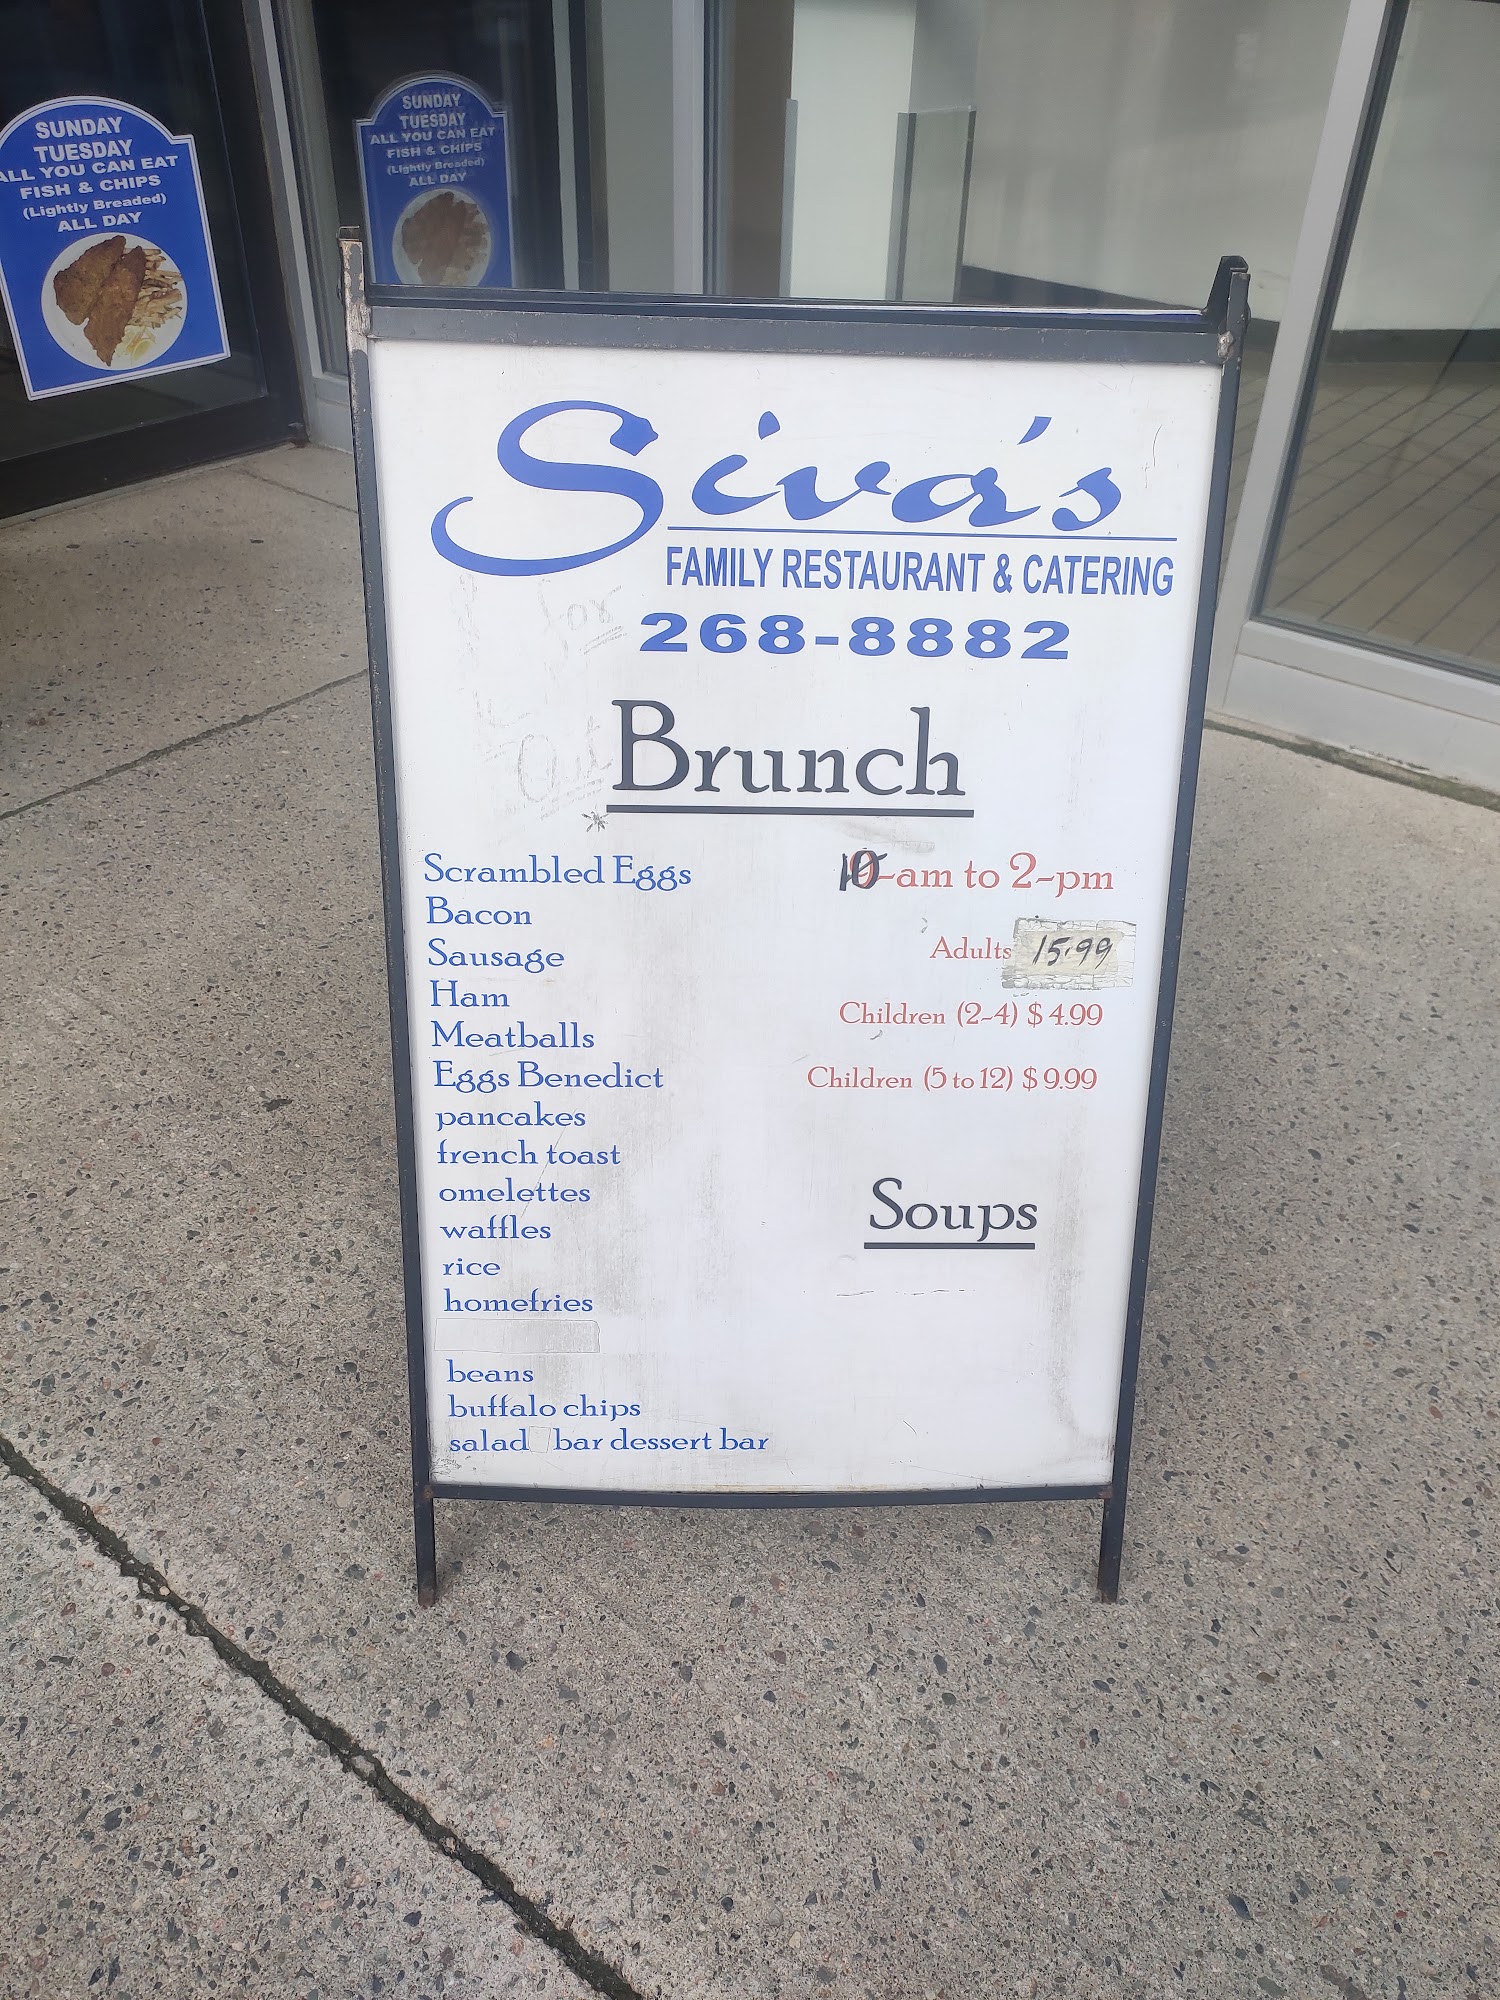 SUNDAY
TUESDAY
ALL YOU CAN EAT
FISH & CHIPS
(Lightly Breaded)
ALL DAY
SUNDAY
TUESDAY
ALL YOU CAN EAT
FISH & CHIPS
(Lightly Breaded)
ALL DAY
Siva's
FAMILY RESTAURANT & CATERING
268-8882
Out
Brunch
Scrambled Eggs
Bacon
Sausage
Ham
Meatballs
Eggs Benedict
pancakes
french toast
omelettes
waffles
rice
homefries
beans
buffalo chips
salad bar dessert bar
10-am to 2-pm
Adults 15.99
Children (2-4) $4.99
Children (5 to 12) $9.99
Soups